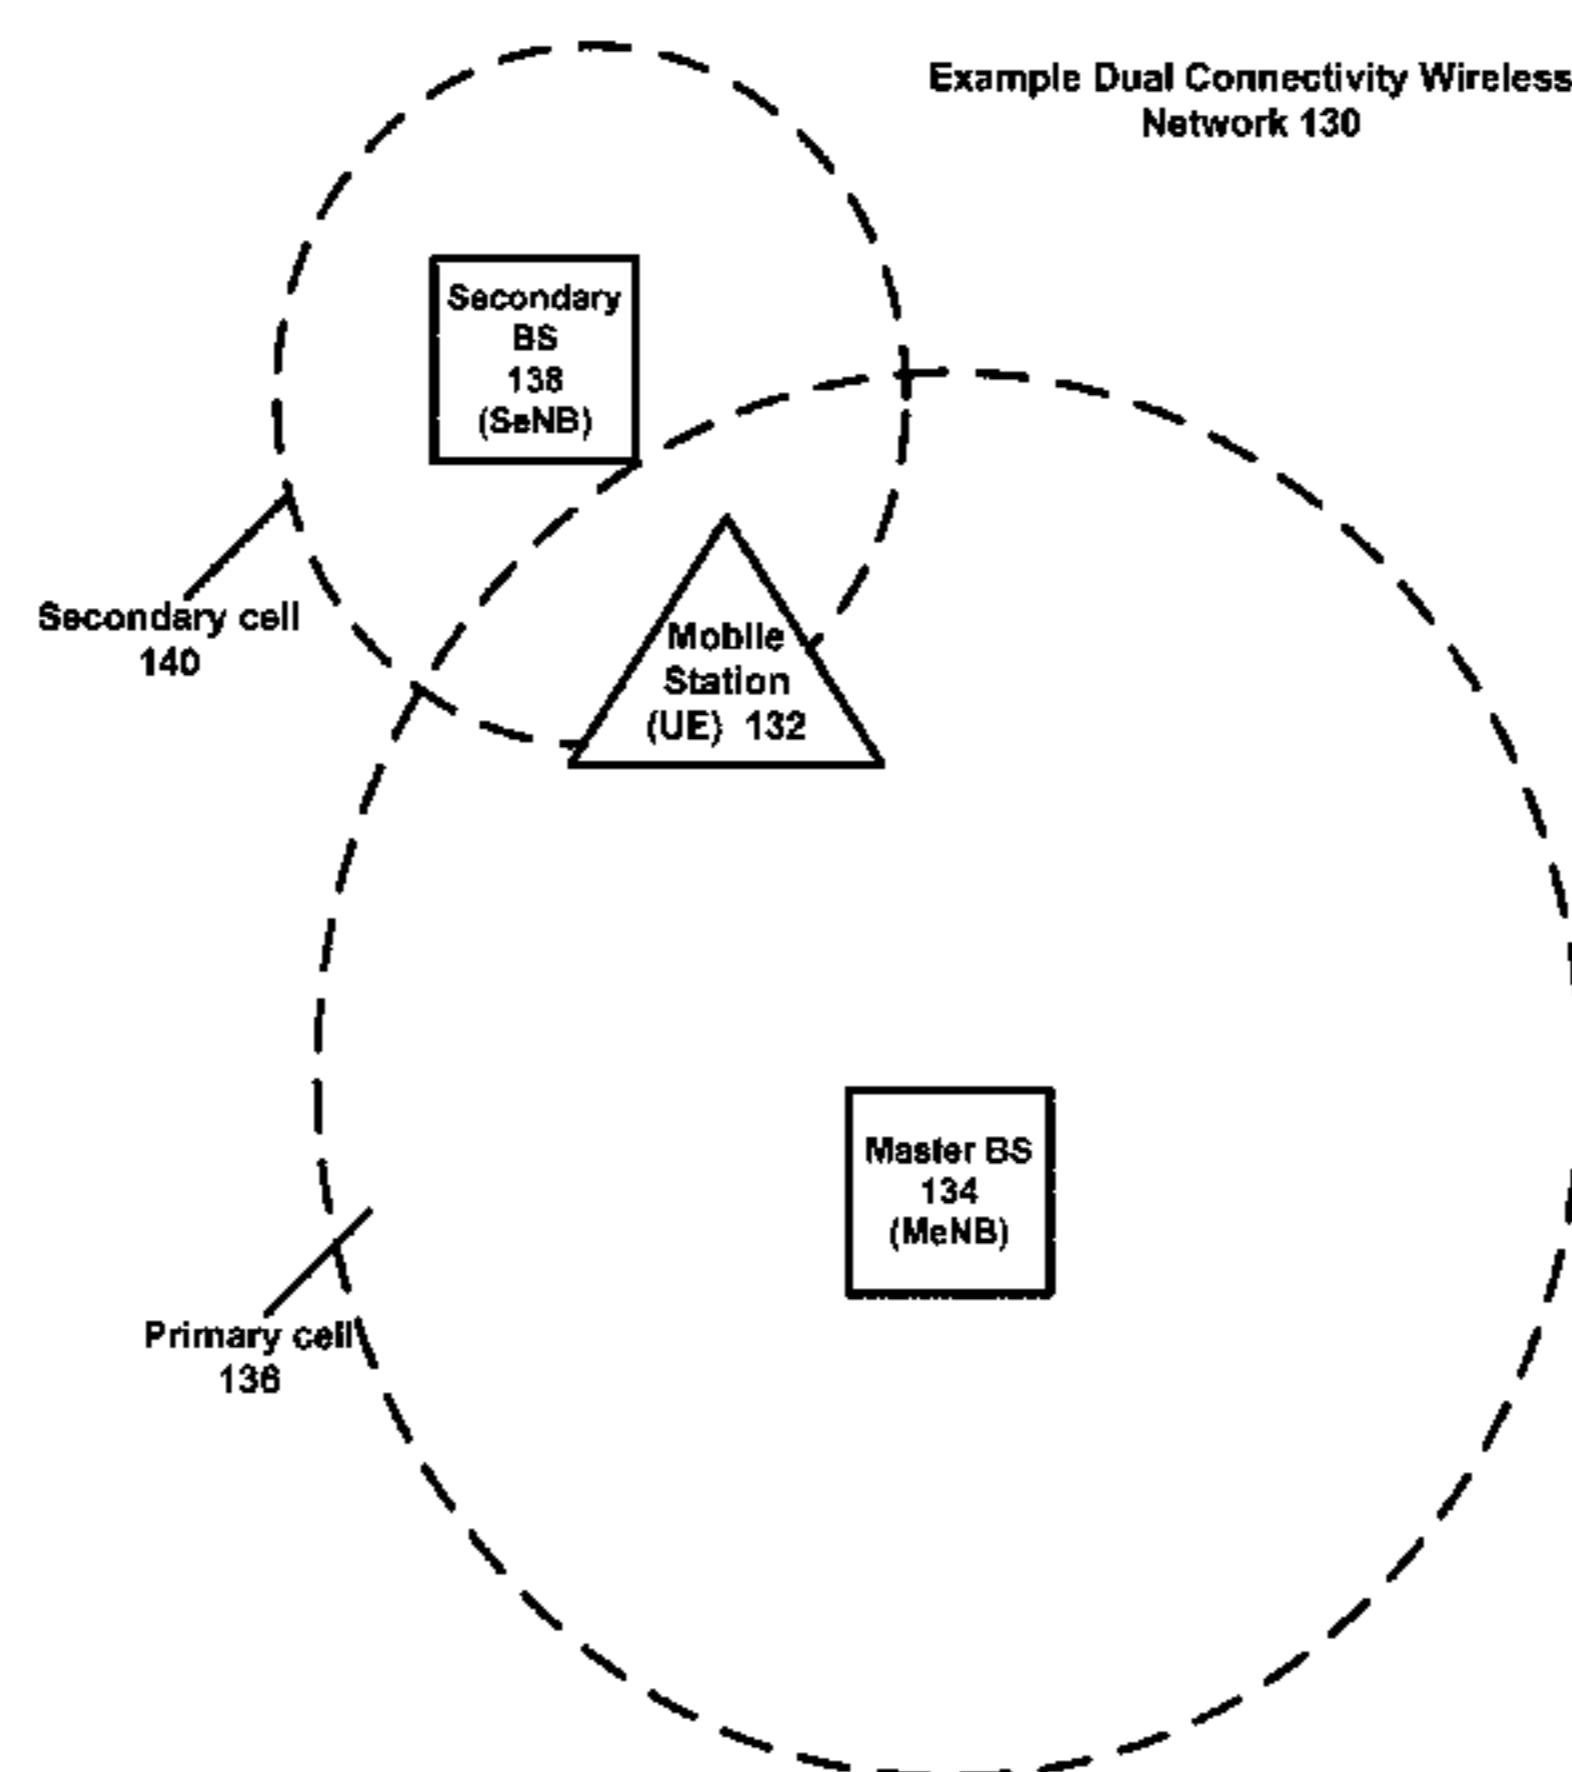 Example Dual Connectivity Wireless
Network 130
Secondary
BS
138
(SeNB)
Secondary cell
140
Mobile
Station
(UE) 132
Master BS
134
(MeNB)
Primary cell
136